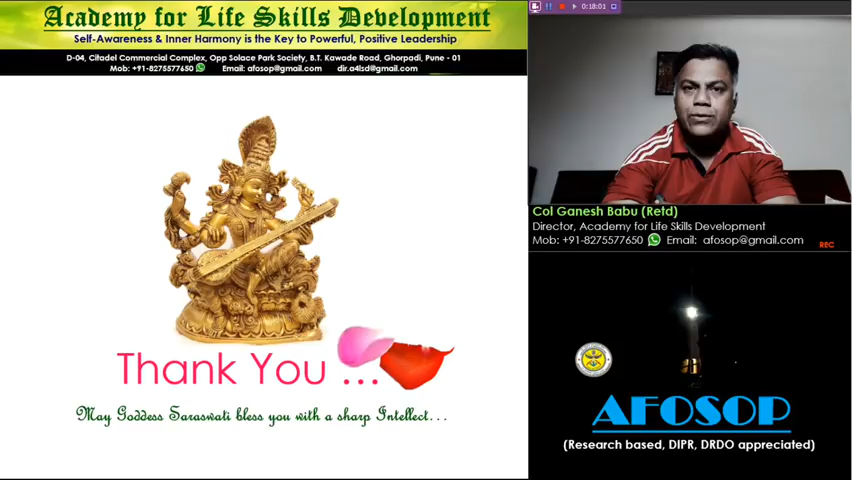 Academy for Life Skills Development
Self-Awareness & Inner Harmony is the Key to Powerful, Positive Leadership
D-04, Citadel Commercial Complex, Opp Solace Park Society, B.T. Kawade Road, Ghorpadi, Pune - 01
Mob: +91-8275577650 Email: afosop@gmail.com dir.a4lsd@gmail.com
Thank You ...
May Goddess Saraswati bless you with a sharp Intellect...
0:18:01
Col Ganesh Babu (Retd)
Director, Academy for Life Skills Development
Mob: +91-8275577650 Email: afosop@gmail.com
REC
AFOSOP
(Research based, DIPR, DRDO appreciated)